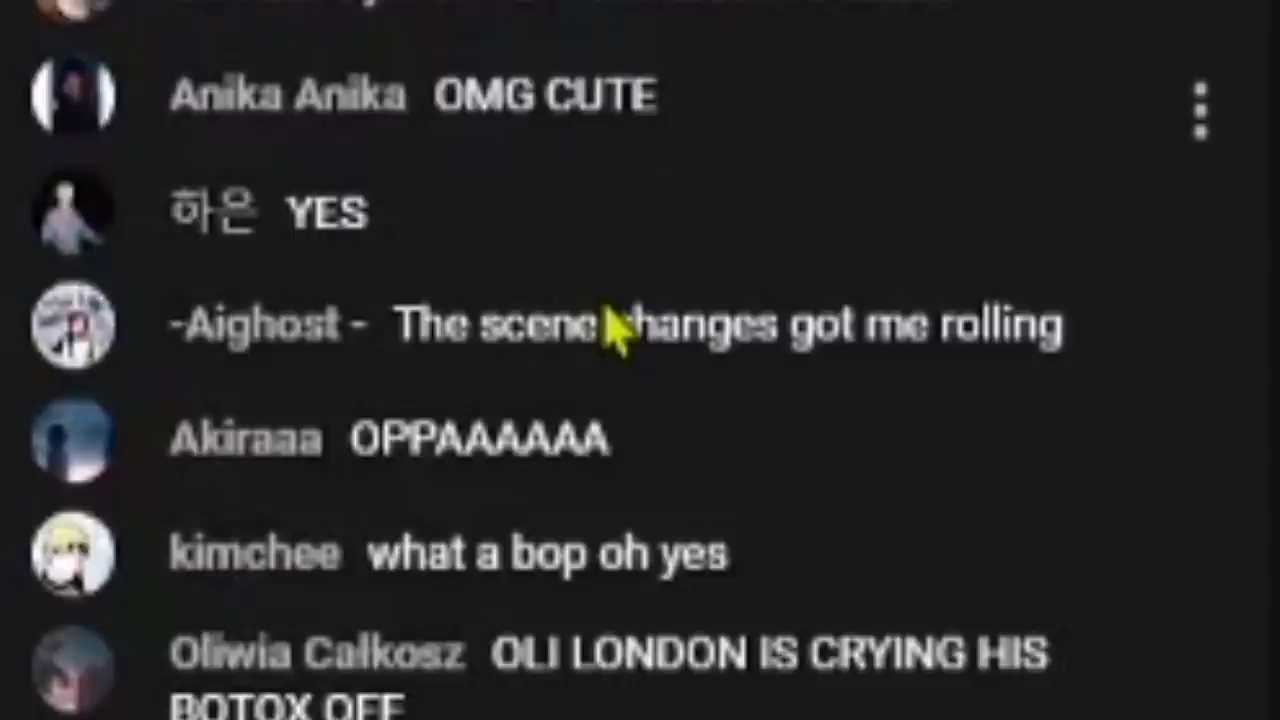 Anika Anika OMG CUTE
하은 YES
-Aighost - The scene changes got me rolling
Akiraaa OPPAAAAAA
kimchee what a bop oh yes
Oliwia Całkosz OLI LONDON IS CRYING HIS
BOTOX OFF